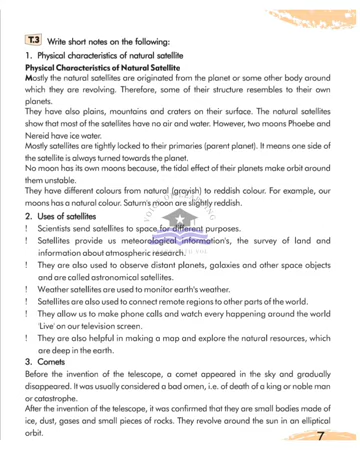 T.3 Write short notes on the following:
1. Physical characteristics of natural satellite
Physical Characteristics of Natural Satellite
Mostly the natural satellites are originated from the planet or some other body around
which they are revolving. Therefore, some of their structure resembles to their own
planets.
They have also plains, mountains and craters on their surface. The natural satellites
show that most of the satellites have no air and water. However, two moons Phoebe and
Nereid have ice water.
Mostly satellites are tightly locked to their primaries (parent planet). It means one side of
the satellite is always turned towards the planet.
No moon has its own moons because, the tidal effect of their planets make orbit around
them unstable.
They have different colours from natural (grayish) to reddish colour. For example, our
moons has a natural colour. Saturn's moon are slightly reddish.
2. Uses of satellites
! Scientists send satellites to space for different purposes.
! Satellites provide us meteorological information's, the survey of land and
information about atmospheric research.
! They are also used to observe distant planets, galaxies and other space objects
and are called astronomical satellites.
! Weather satellites are used to monitor earth's weather.
! Satellites are also used to connect remote regions to other parts of the world.
! They allow us to make phone calls and watch every happening around the world
'Live' on our television screen.
! They are also helpful in making a map and explore the natural resources, which
are deep in the earth.
3. Comets
Before the invention of the telescope, a comet appeared in the sky and gradually
disappeared. It was usually considered a bad omen, i.e. of death of a king or noble man
or catastrophe.
After the invention of the telescope, it was confirmed that they are small bodies made of
ice, dust, gases and small pieces of rocks. They revolve around the sun in an elliptical
orbit.
7